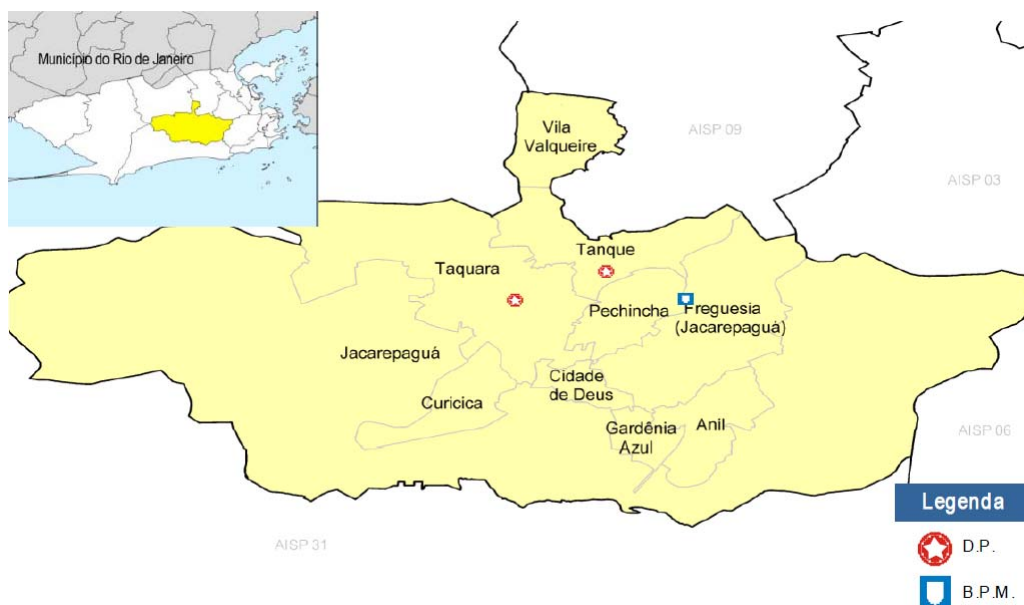 Município do Rio de Janeiro
Vila
Valqueire
AISP 09
AISP 03
Tanque
Taquara
Pechincha
Freguesia
(Jacarepaguá)
Jacarepaguá
Cidade
de Deus
Curicica
Gardênia
Azul
Anil
AISP 06
AISP 31
Legenda
D.P.
B.P.M.